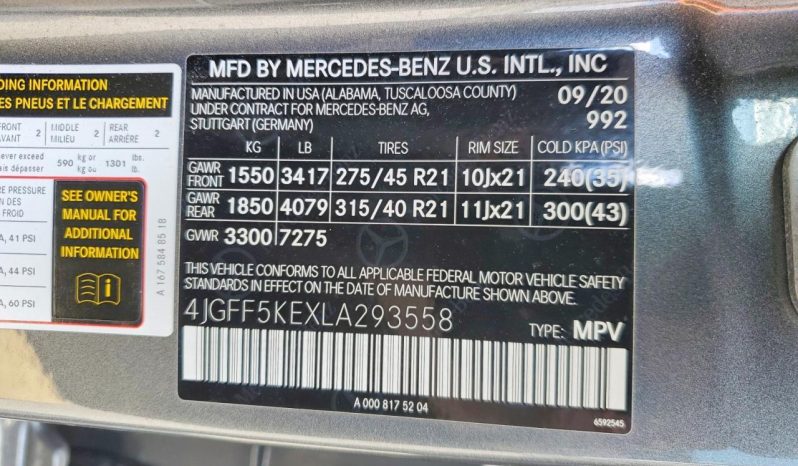 DING INFORMATION
ES PNEUS ET LE CHARGEMENT
FRONT 2 MIDDLE 2 REAR 2
AVANT MILIEU ARRIÈRE
ever exceed 590 kg or 1301 lbs.
ais dépasser kg ou lb.
RE PRESSURE
ON DES
FROID
A, 41 PSI
A, 44 PSI
A, 60 PSI
SEE OWNER'S
MANUAL FOR
ADDITIONAL
INFORMATION
A 167 584 85 18
MFD BY MERCEDES-BENZ U.S. INTL., INC
MANUFACTURED IN USA (ALABAMA, TUSCALOOSA COUNTY) 09/20
UNDER CONTRACT FOR MERCEDES-BENZ AG, 992
STUTTGART (GERMANY)
KG LB TIRES RIM SIZE COLD KPA(PSI)
GAWR FRONT 1550 3417 275/45 R21 10Jx21 240(35)
GAWR REAR 1850 4079 315/40 R21 11Jx21 300(43)
GVWR 3300 7275
THIS VEHICLE CONFORMS TO ALL APPLICABLE FEDERAL MOTOR VEHICLE SAFETY
STANDARDS IN EFFECT ON THE DATE OF MANUFACTURE SHOWN ABOVE.
4JGFF5KEXLA293558
TYPE: MPV
A 000 817 52 04
6592545